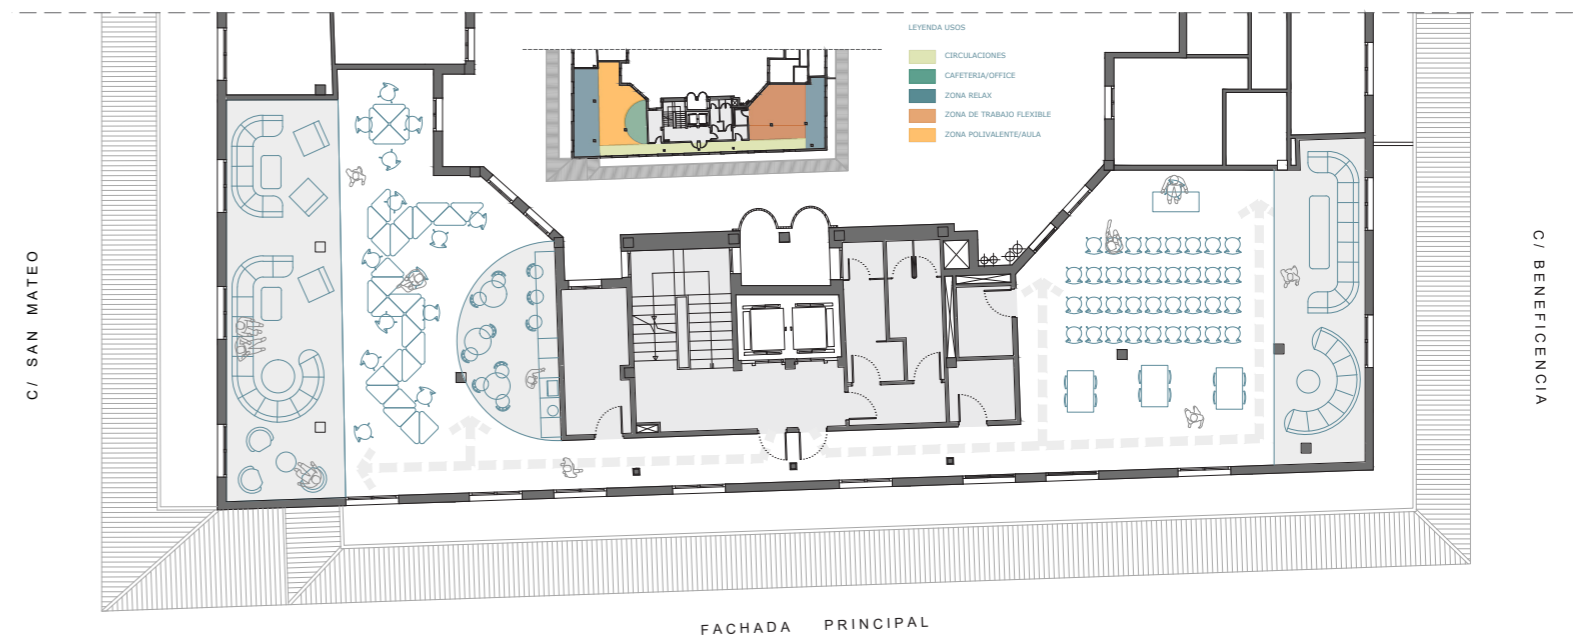 LEYENDA USOS
CIRCULACIONES
CAFETERIA/OFFICE
ZONA RELAX
ZONA DE TRABAJO FLEXIBLE
ZONA POLIVALENTE/AULA
C/ SAN MATEO
C/ BENEFICENCIA
FACHADA PRINCIPAL